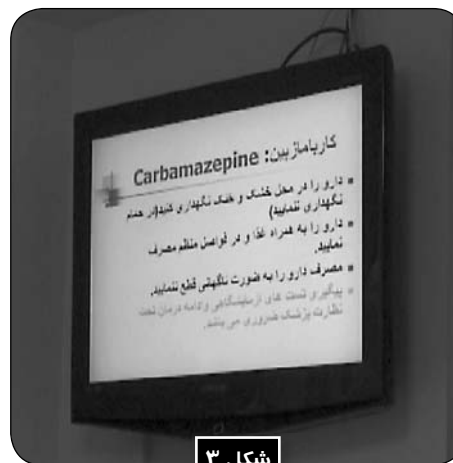 کاربامازپین: Carbamazepine
دارو را در محل خشک و خنک نگهداری کنید(در حمام
نگهداری ننمایید)
دارو را به همراه غذا و در فواصل منظم مصرف
نمایید.
مصرف دارو را به صورت ناگهانی قطع ننمایید.
پیگیری تست های آزمایشگاهی وادامه درمان تحت
نظارت پزشک ضروری می باشد.
شکل ۳